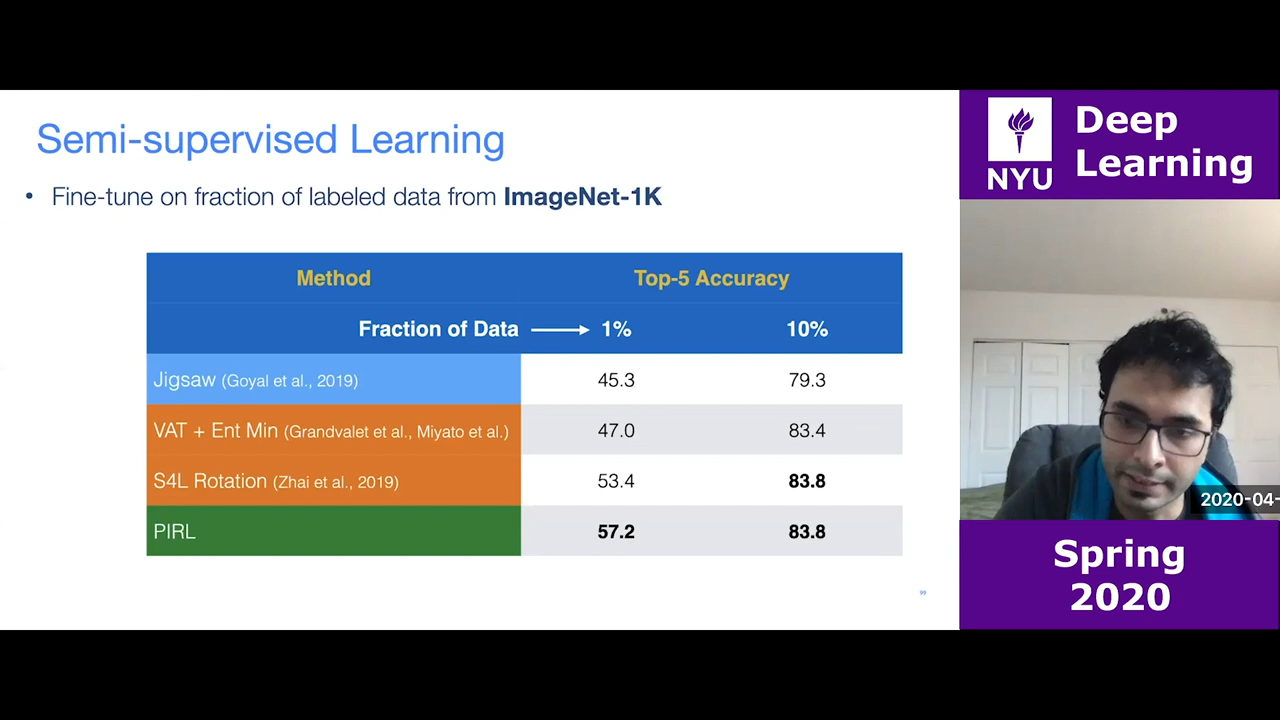 Semi-supervised Learning
• Fine-tune on fraction of labeled data from ImageNet-1K
Method Top-5 Accuracy
Fraction of Data → 1% 10%
Jigsaw (Goyal et al., 2019) 45.3 79.3
VAT + Ent Min (Grandvalet et al., Miyato et al.) 47.0 83.4
S4L Rotation (Zhai et al., 2019) 53.4 83.8
PIRL 57.2 83.8
99
NYU
Deep
Learning
2020-04-
Spring
2020